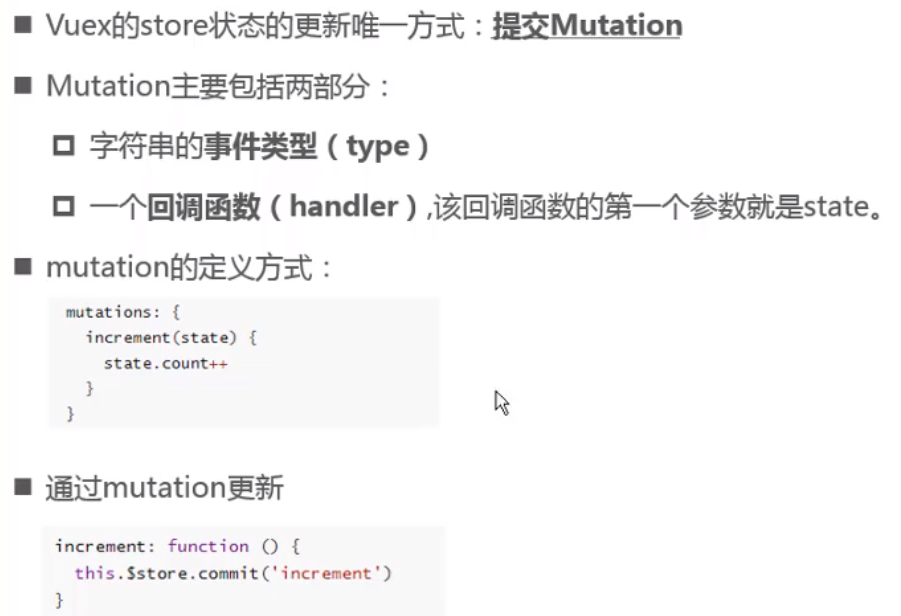 ■ Vuex的store状态的更新唯一方式：提交Mutation
■ Mutation主要包括两部分：
□ 字符串的事件类型（type）
□ 一个回调函数（handler）,该回调函数的第一个参数就是state。
■ mutation的定义方式：
mutations: {
  increment(state) {
    state.count++
  }
}
■ 通过mutation更新
increment: function () {
  this.$store.commit('increment')
}